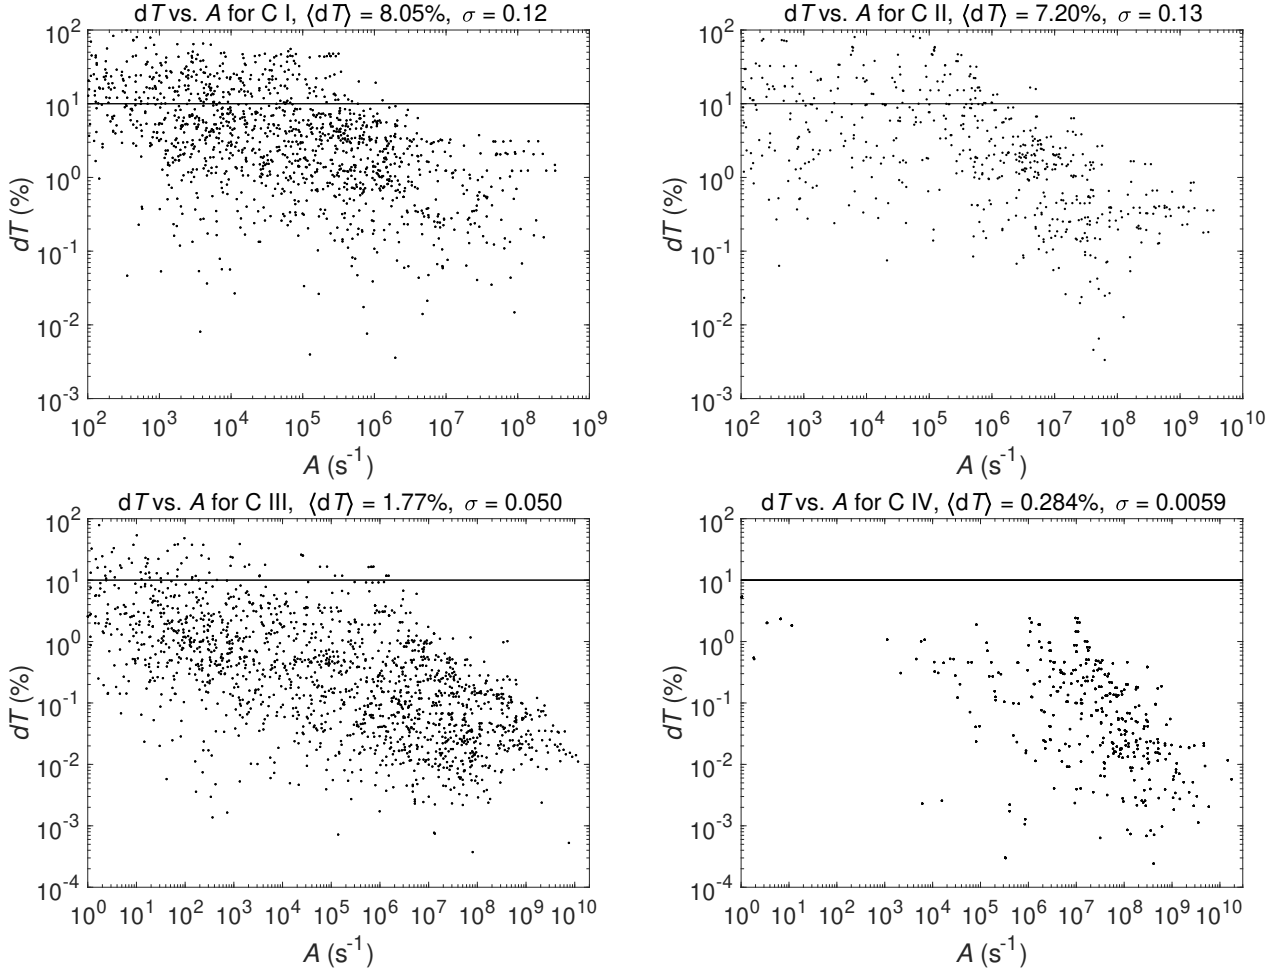 dT vs. A for C I, ⟨dT⟩ = 8.05%, σ = 0.12
10^2
10^1
10^0
10^-1
10^-2
10^-3
dT (%)
10^2 10^3 10^4 10^5 10^6 10^7 10^8 10^9
A (s^-1)
dT vs. A for C II, ⟨dT⟩ = 7.20%, σ = 0.13
10^2
10^1
10^0
10^-1
10^-2
10^-3
dT (%)
10^2 10^3 10^4 10^5 10^6 10^7 10^8 10^9 10^10
A (s^-1)
dT vs. A for C III, ⟨dT⟩ = 1.77%, σ = 0.050
10^2
10^1
10^0
10^-1
10^-2
10^-3
10^-4
dT (%)
10^0 10^1 10^2 10^3 10^4 10^5 10^6 10^7 10^8 10^9 10^10
A (s^-1)
dT vs. A for C IV, ⟨dT⟩ = 0.284%, σ = 0.0059
10^2
10^1
10^0
10^-1
10^-2
10^-3
10^-4
dT (%)
10^0 10^1 10^2 10^3 10^4 10^5 10^6 10^7 10^8 10^9 10^10
A (s^-1)